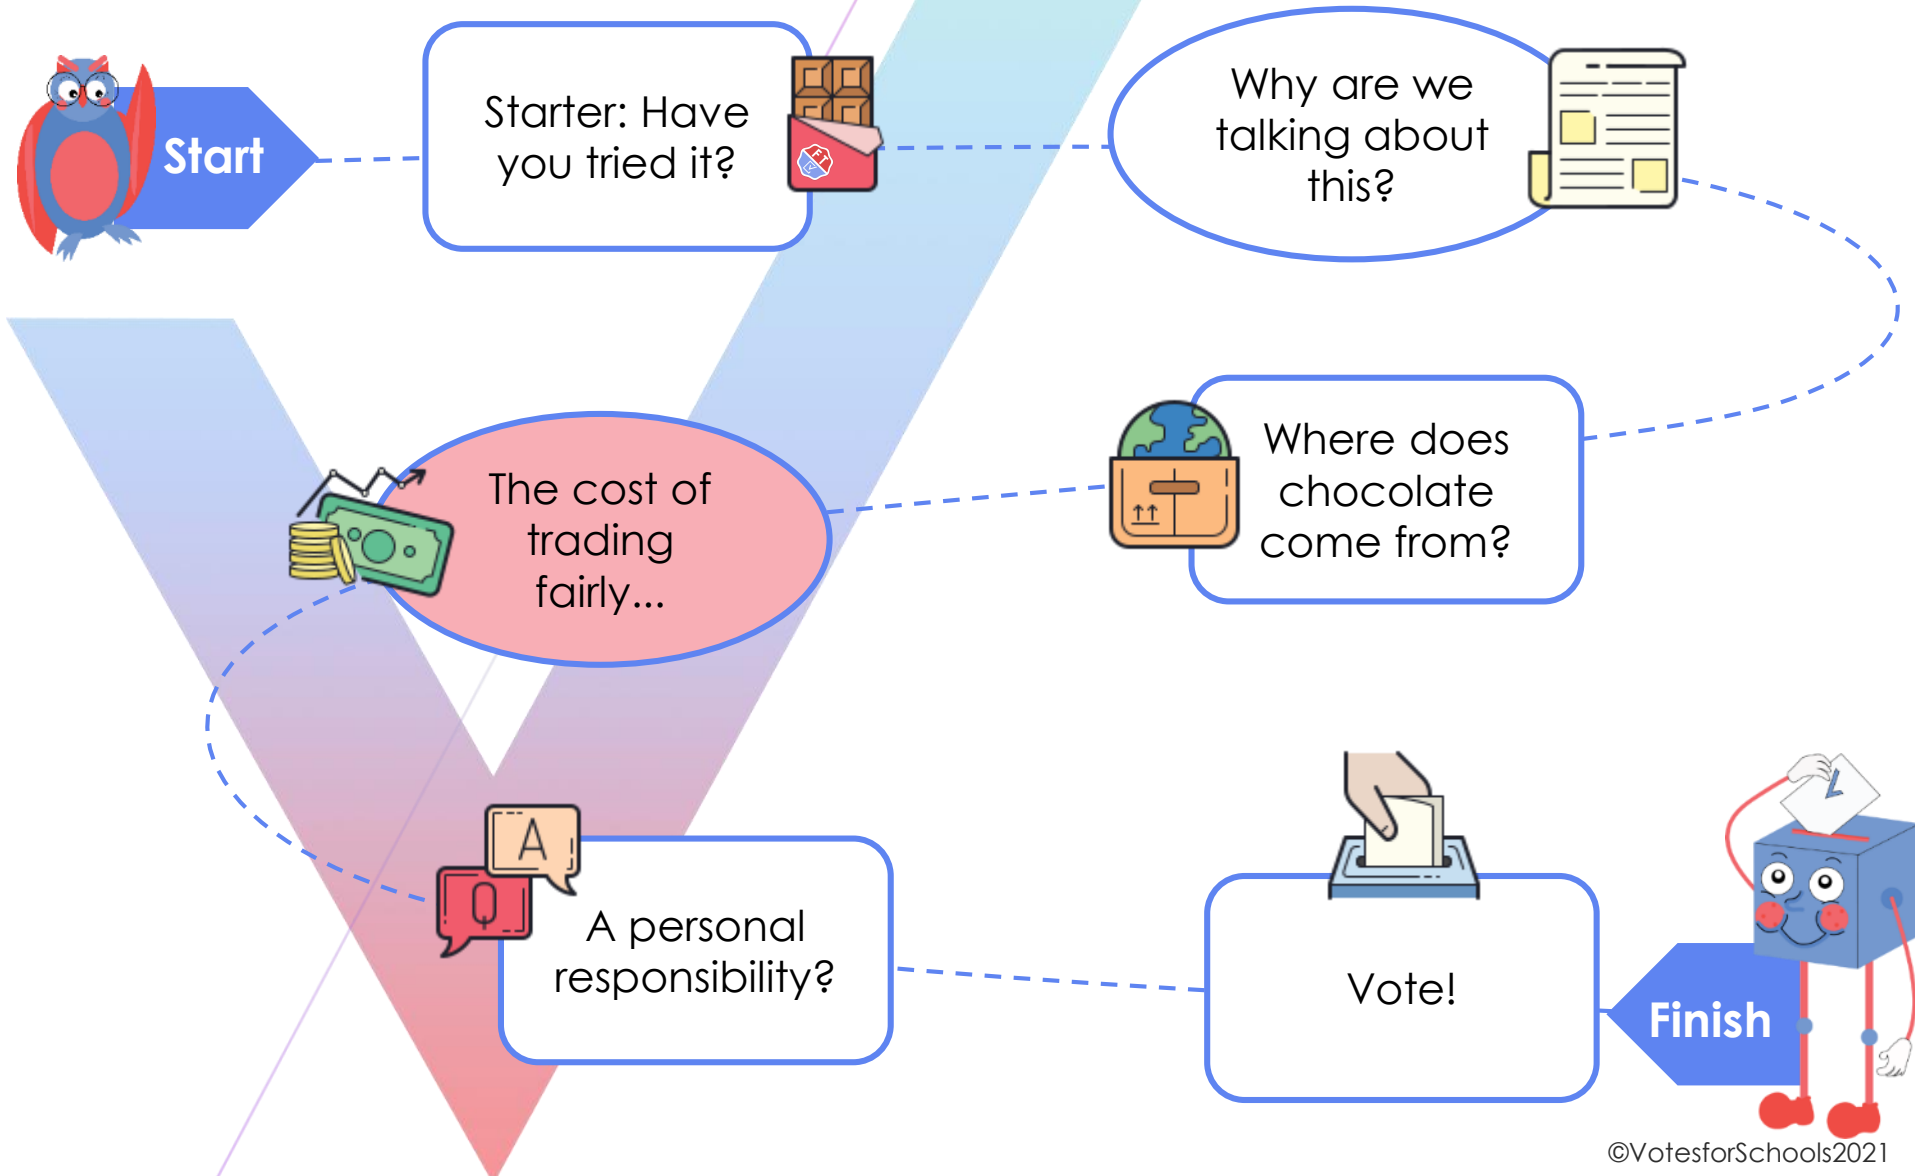 Start
Starter: Have
you tried it?
FT
Why are we
talking about
this?
Where does
chocolate
come from?
The cost of
trading
fairly...
A
Q
A personal
responsibility?
Vote!
Finish
©VotesforSchools2021